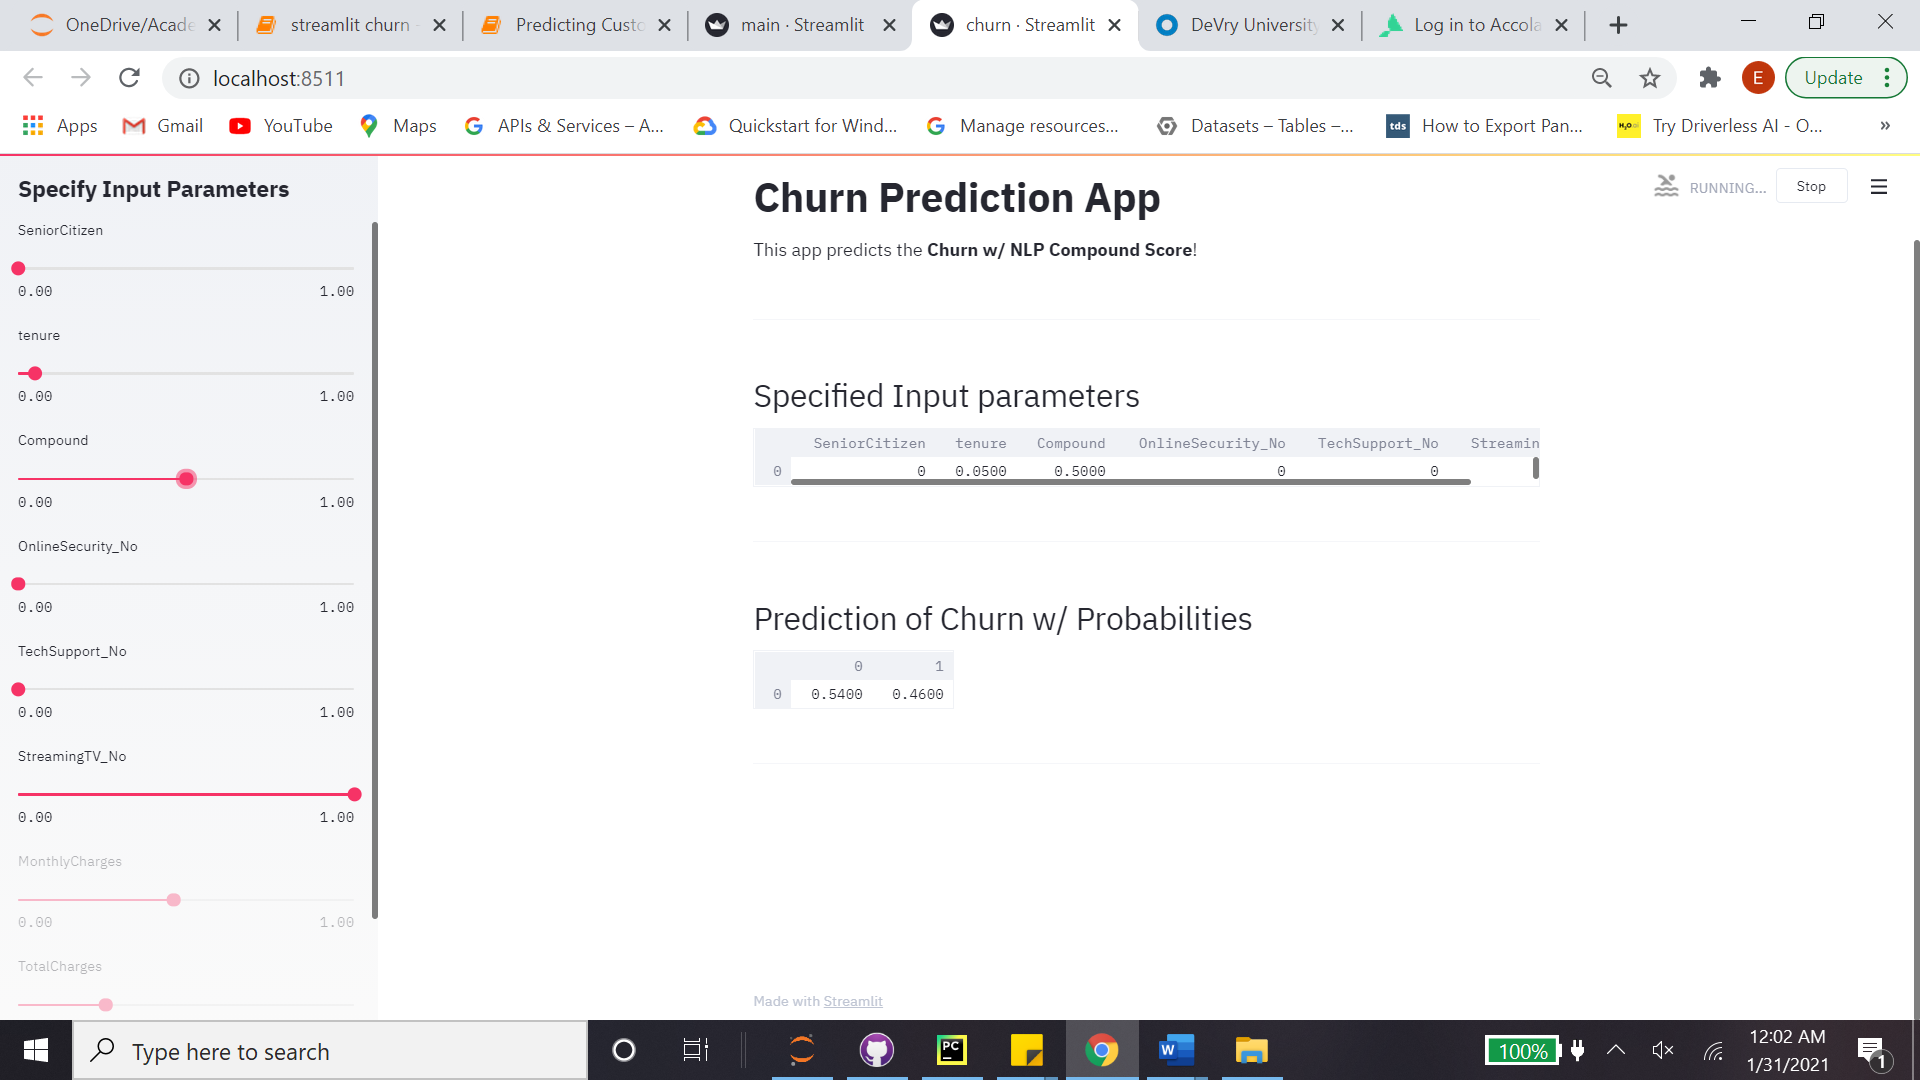 OneDrive/Acade
streamlit churn -
Predicting Custo
main · Streamlit
churn · Streamlit
DeVry University
Log in to Accola
localhost:8511
E
Update
Apps
Gmail
YouTube
Maps
APIs & Services – A...
Quickstart for Wind...
Manage resources...
Datasets – Tables –...
tds
How to Export Pan...
H₂O.ai
Try Driverless AI - O...
»
Specify Input Parameters
SeniorCitizen
0.00 1.00
tenure
0.00 1.00
Compound
0.00 1.00
OnlineSecurity_No
0.00 1.00
TechSupport_No
0.00 1.00
StreamingTV_No
0.00 1.00
MonthlyCharges
0.00 1.00
TotalCharges
RUNNING...
Stop
Churn Prediction App
This app predicts the Churn w/ NLP Compound Score!
Specified Input parameters
SeniorCitizen tenure Compound OnlineSecurity_No TechSupport_No Streamin
0 0 0.0500 0.5000 0 0
Prediction of Churn w/ Probabilities
0 1
0 0.5400 0.4600
Made with Streamlit
Type here to search
PC
W
100%
12:02 AM
1/31/2021
1